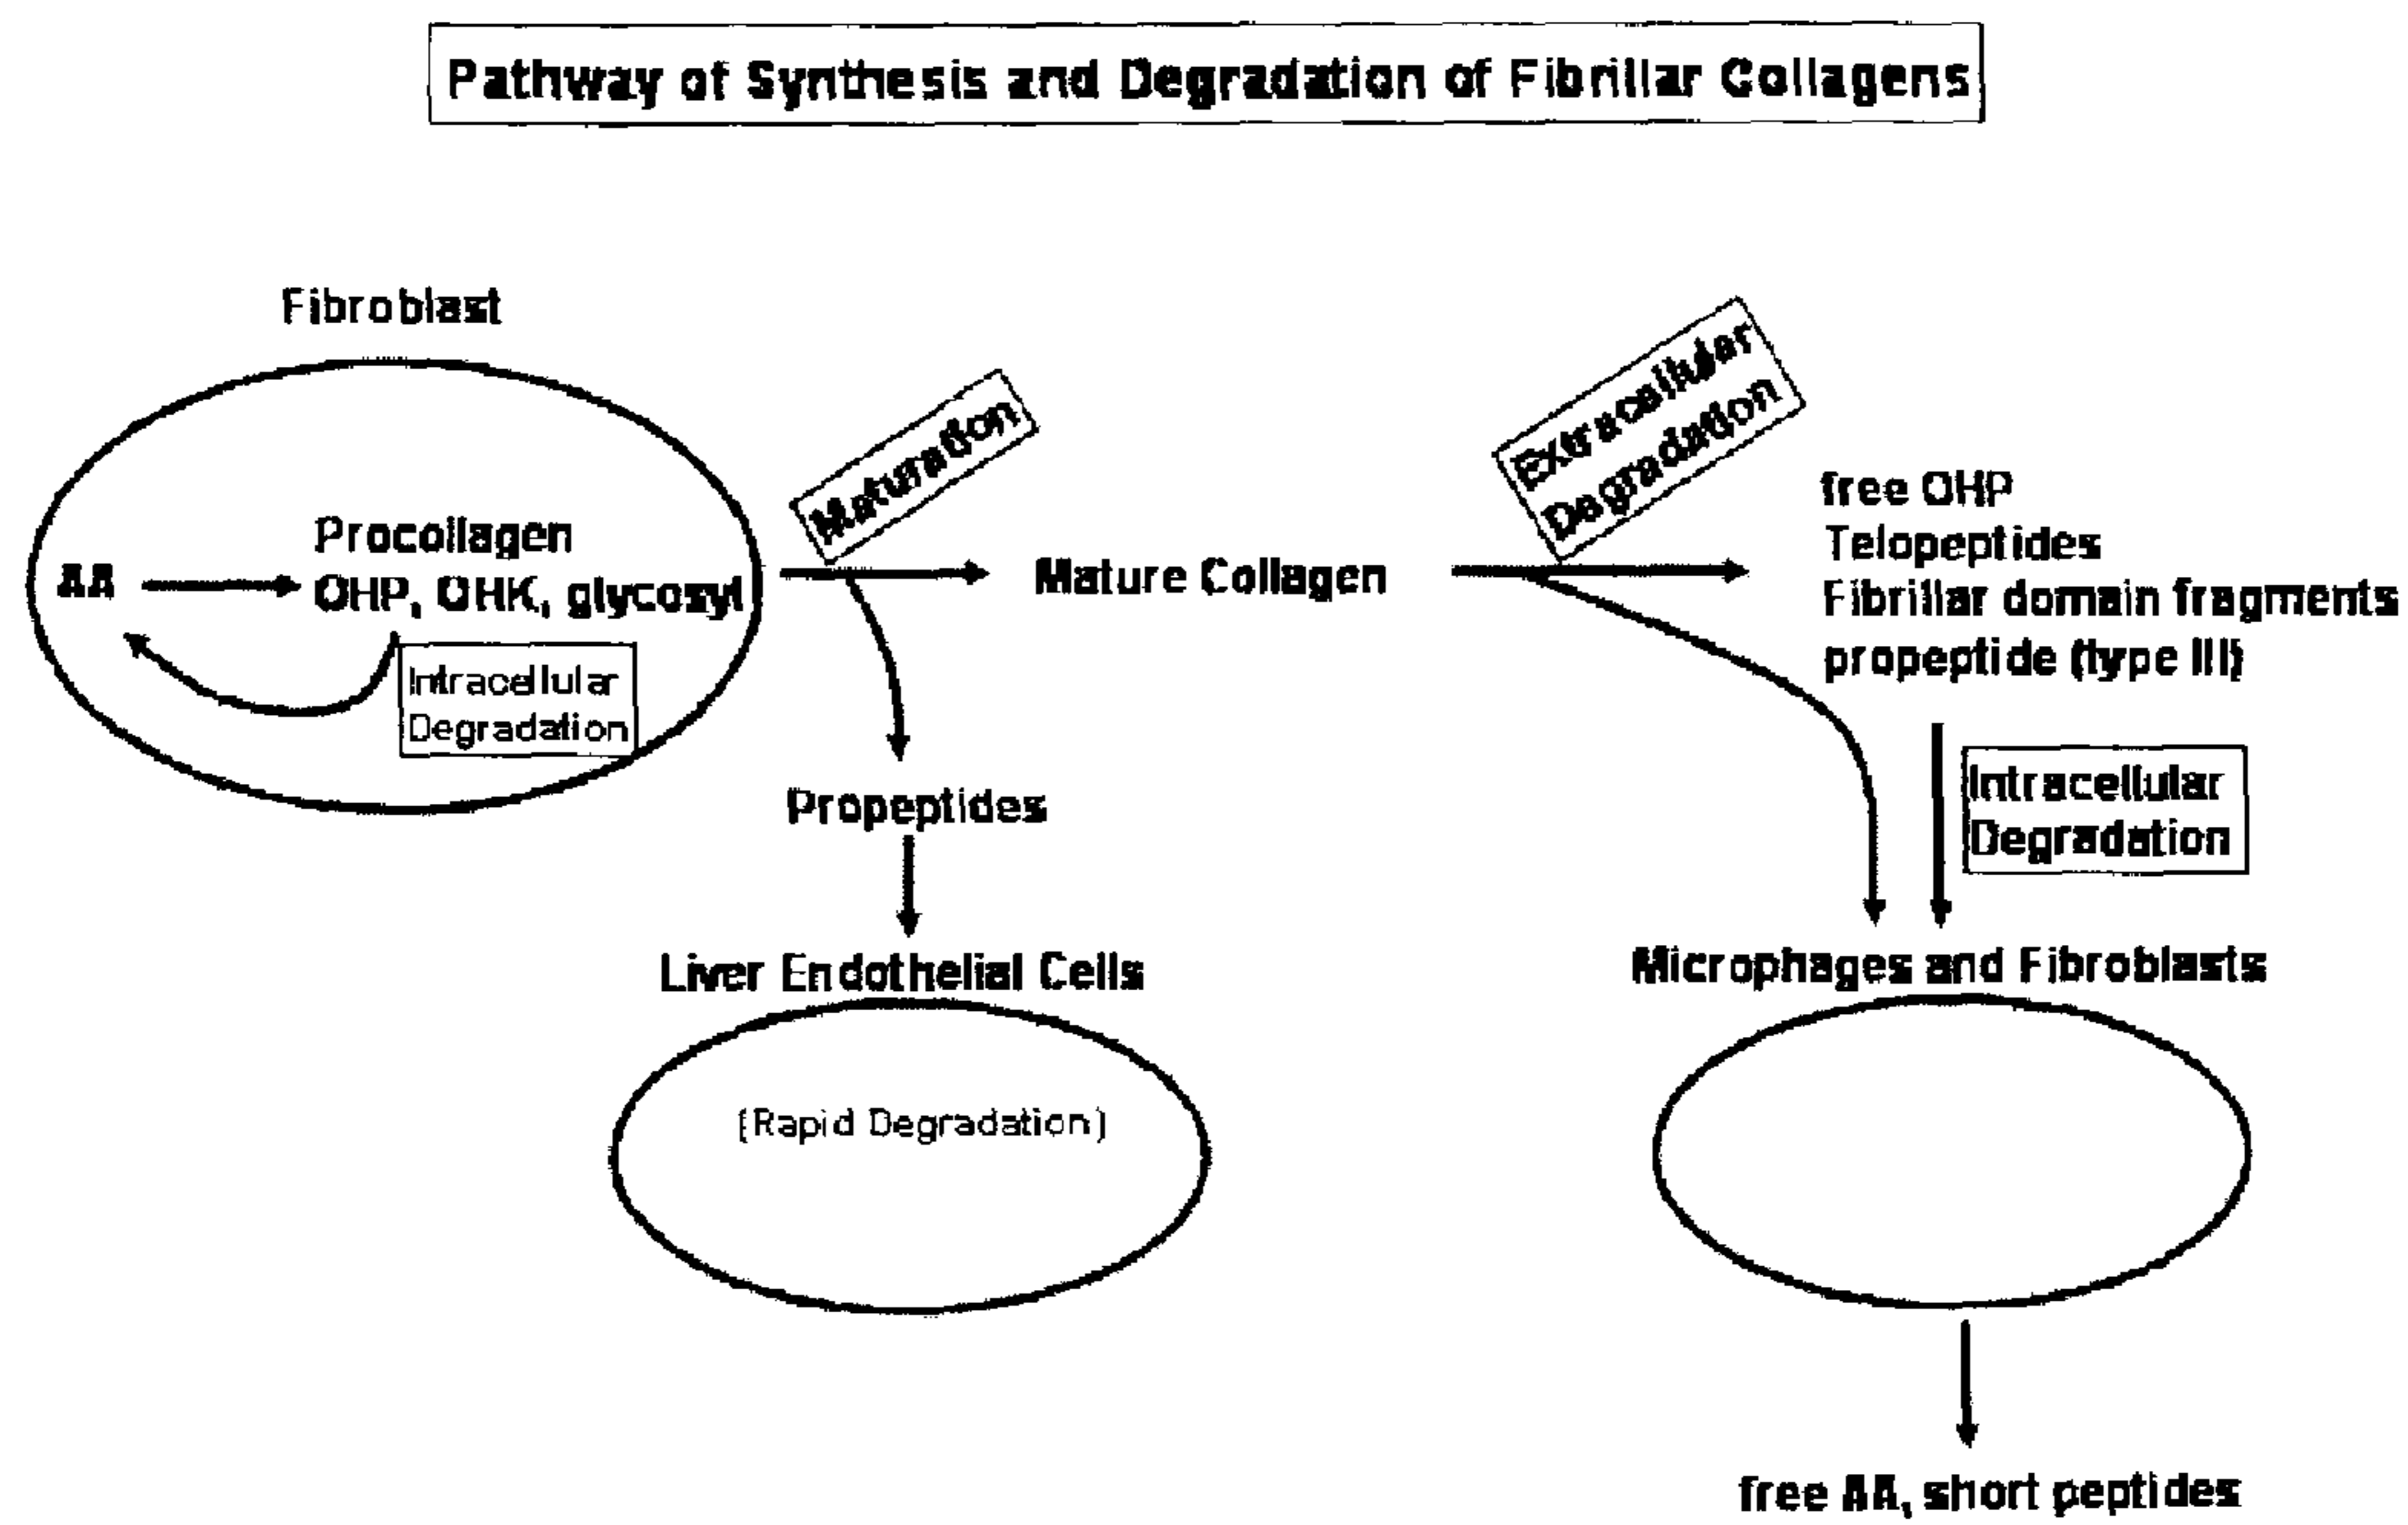 Pathway of Synthesis and Degradation of Fibrillar Collagens
Fibroblast
AA
Procollagen
OHP, OHK, glycosyl
Intracellular
Degradation
Maturation
Mature Collagen
Propeptides
Liver Endothelial Cells
(Rapid Degradation)
Extracellular
Degradation
free OHP
Telopeptides
Fibrillar domain fragments
propeptide (type III)
Intracellular
Degradation
Microphages and Fibroblasts
free AA, short peptides